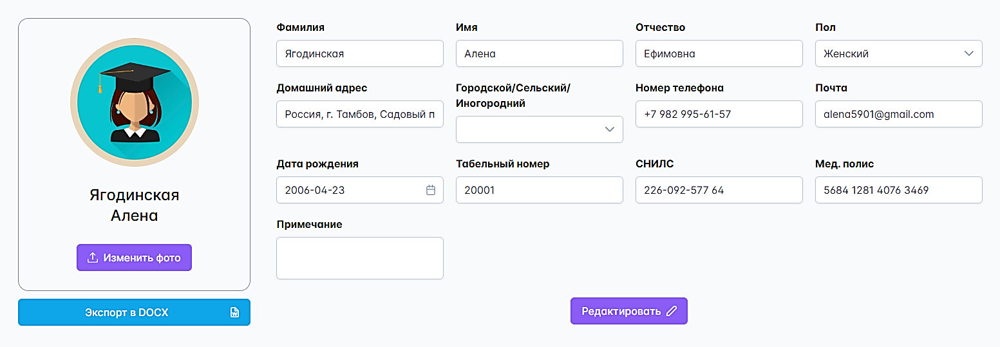 Ягодинская
Алена
Изменить фото
Экспорт в DOCX
Фамилия
Ягодинская
Имя
Алена
Отчество
Ефимовна
Пол
Женский
Домашний адрес
Россия, г. Тамбов, Садовый п
Городской/Сельский/
Иногородний
Номер телефона
+7 982 995-61-57
Почта
alena5901@gmail.com
Дата рождения
2006-04-23
Табельный номер
20001
СНИЛС
226-092-577 64
Мед. полис
5684 1281 4076 3469
Примечание
Редактировать